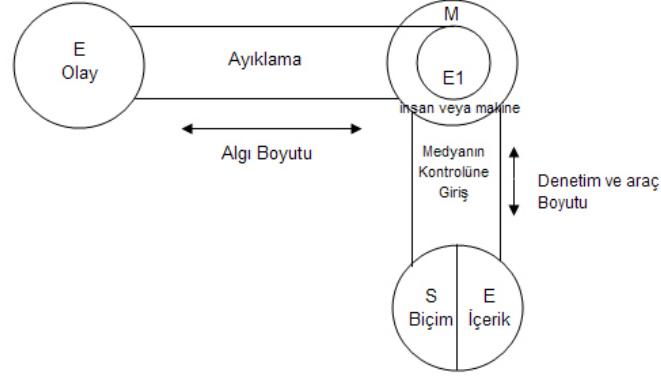 E
Olay
Ayıklama
M
E1
insan veya makine
Algı Boyutu
Medyanın
Kontrolüne
Giriş
Denetim ve araç
Boyutu
S
Biçim
E
İçerik